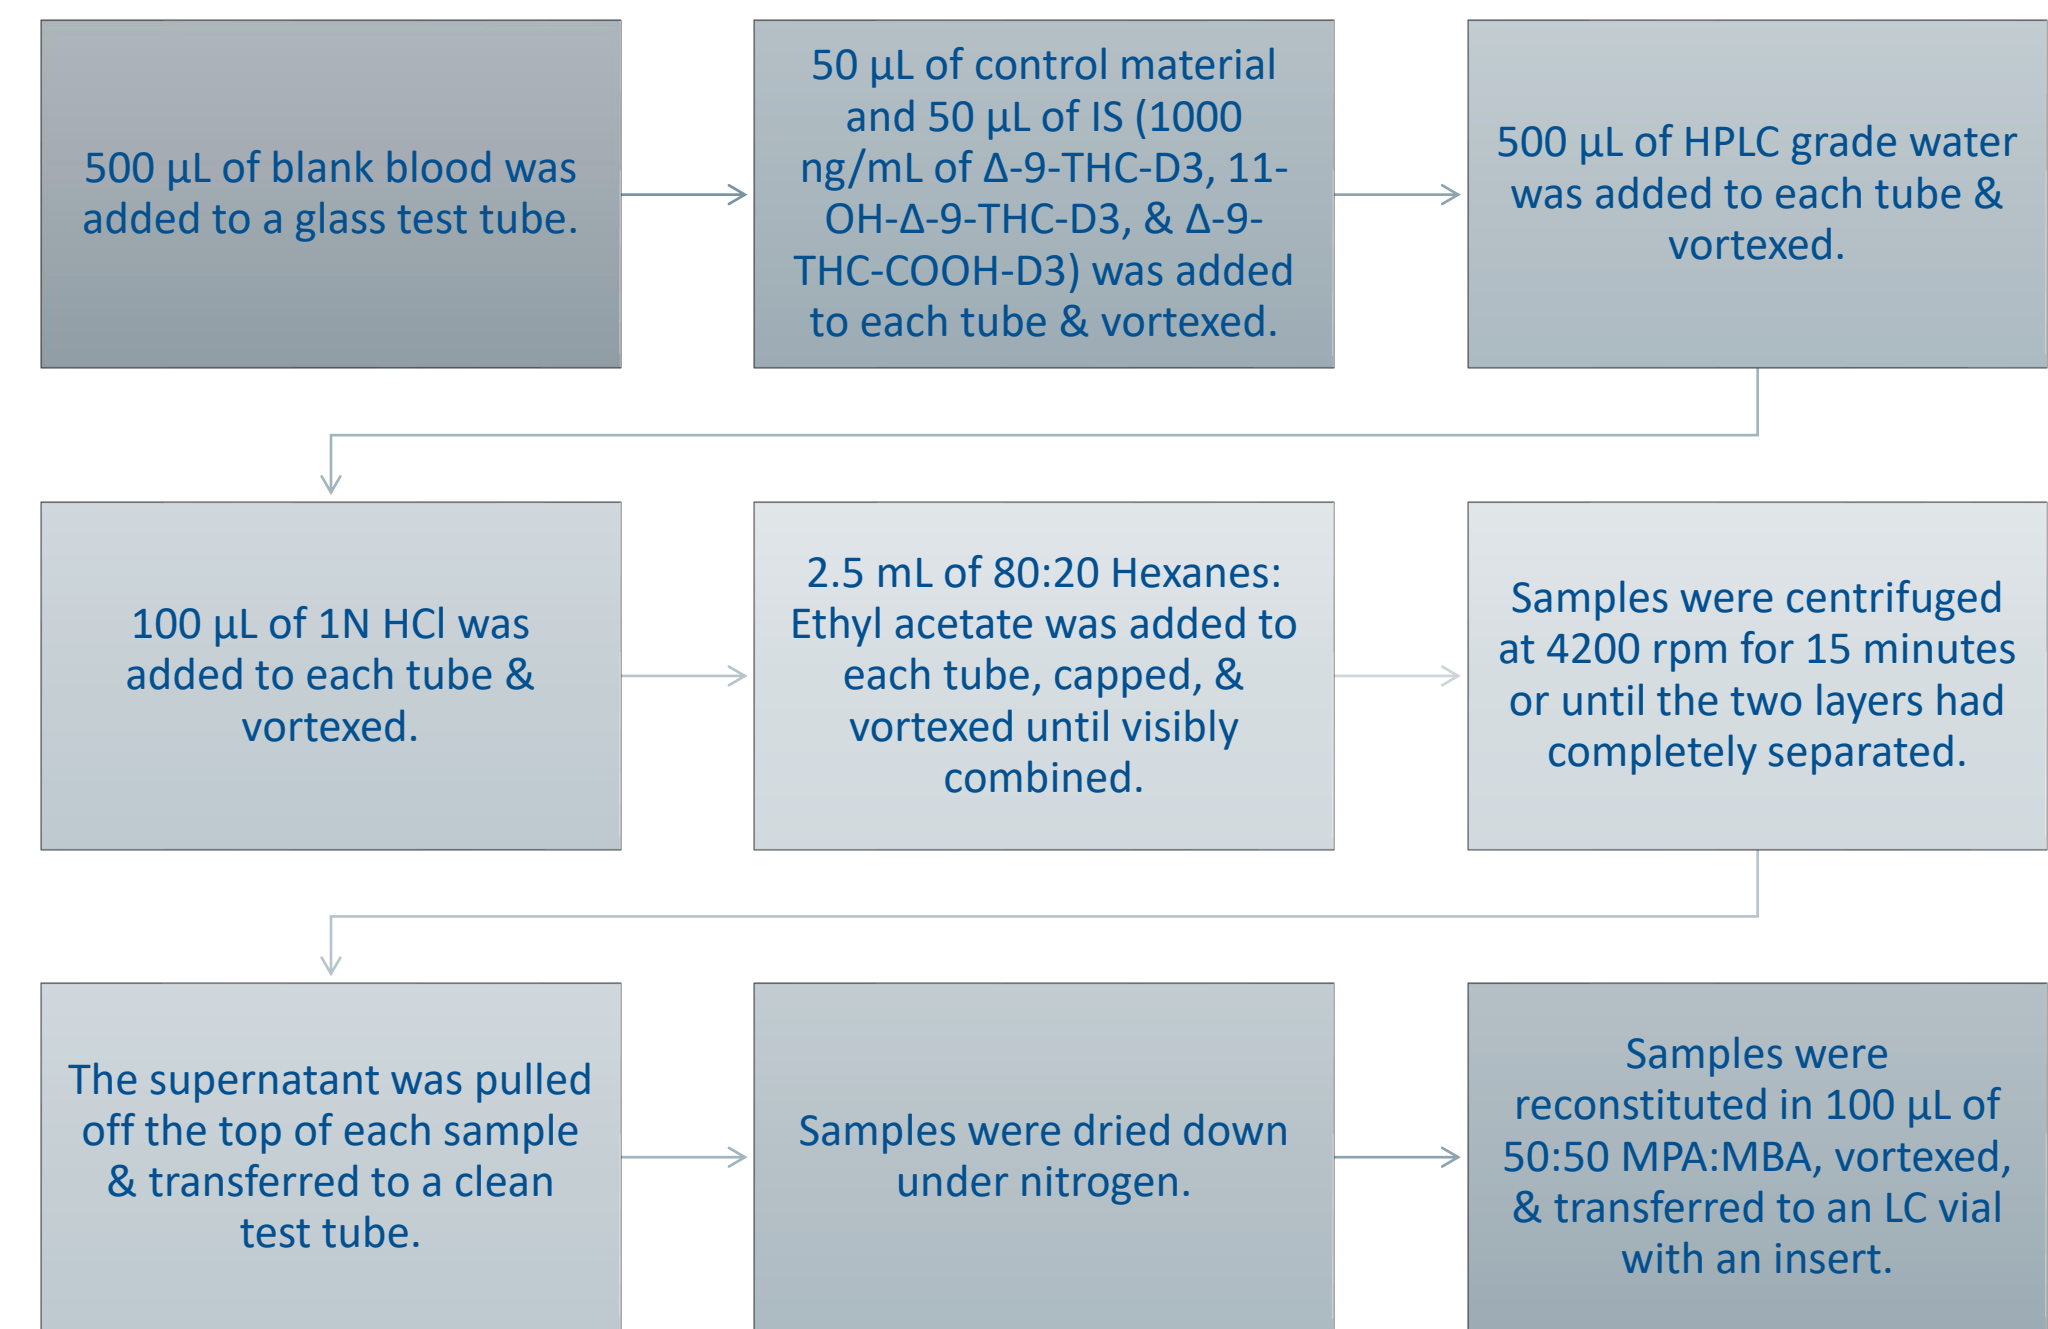 500 µL of blank blood was
added to a glass test tube.
50 µL of control material
and 50 µL of IS (1000
ng/mL of Δ-9-THC-D3, 11-
OH-Δ-9-THC-D3, & Δ-9-
THC-COOH-D3) was added
to each tube & vortexed.
500 µL of HPLC grade water
was added to each tube &
vortexed.
100 µL of 1N HCl was
added to each tube &
vortexed.
2.5 mL of 80:20 Hexanes:
Ethyl acetate was added to
each tube, capped, &
vortexed until visibly
combined.
Samples were centrifuged
at 4200 rpm for 15 minutes
or until the two layers had
completely separated.
The supernatant was pulled
off the top of each sample
& transferred to a clean
test tube.
Samples were dried down
under nitrogen.
Samples were
reconstituted in 100 µL of
50:50 MPA:MBA, vortexed,
& transferred to an LC vial
with an insert.